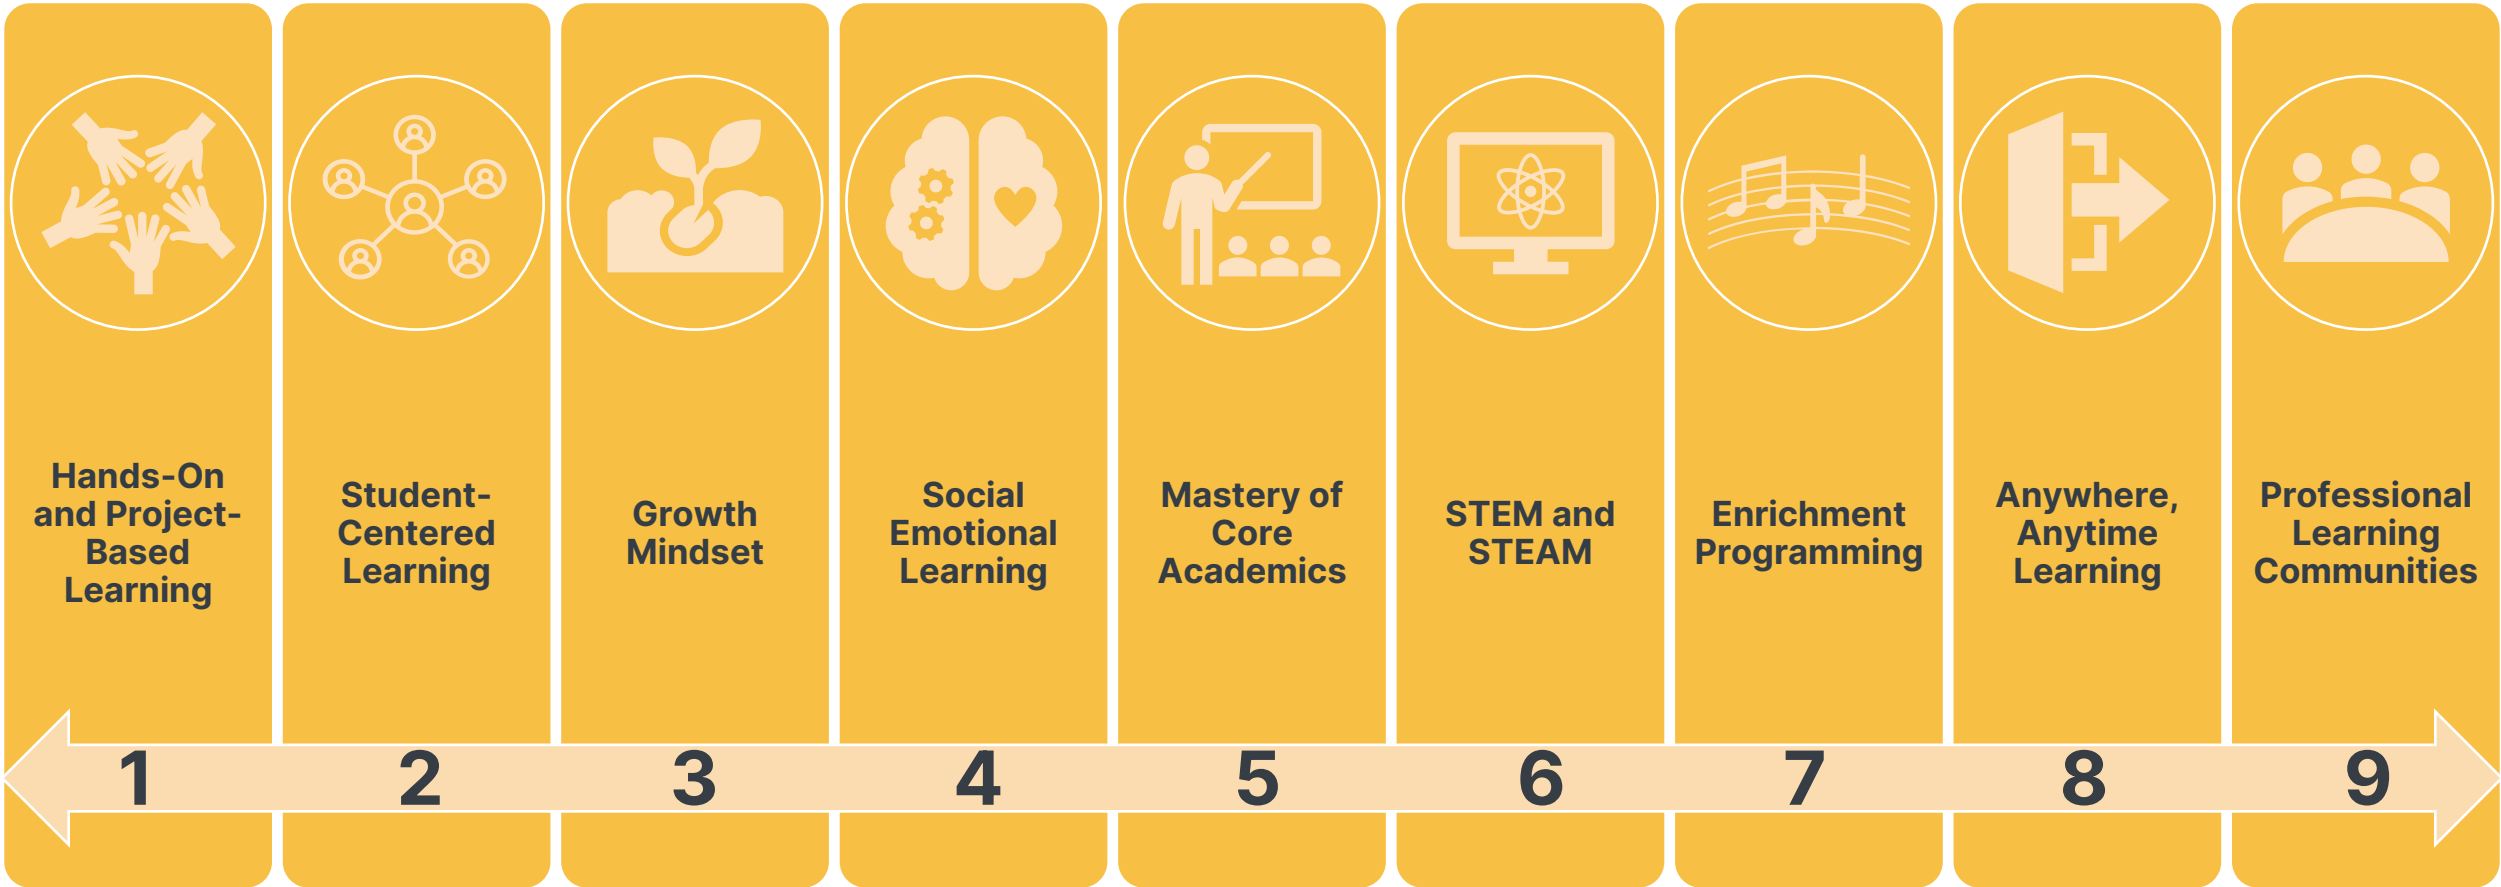 Hands-On
and Project-
Based
Learning
Student-
Centered
Learning
Growth
Mindset
Social
Emotional
Learning
Mastery of
Core
Academics
STEM and
STEAM
Enrichment
Programming
Anywhere,
Anytime
Learning
Professional
Learning
Communities
1 2 3 4 5 6 7 8 9